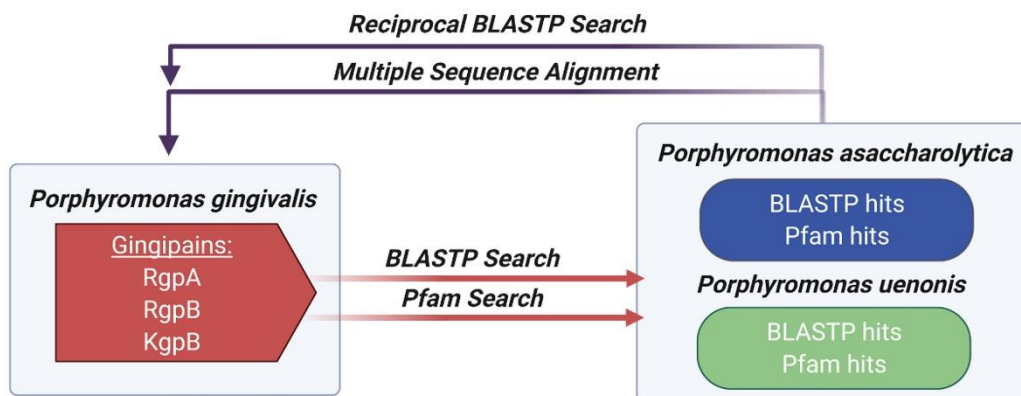 Reciprocal BLASTP Search
Multiple Sequence Alignment
Porphyromonas gingivalis
Gingipains:
RgpA
RgpB
KgpB
BLASTP Search
Pfam Search
Porphyromonas asaccharolytica
BLASTP hits
Pfam hits
Porphyromonas uenonis
BLASTP hits
Pfam hits